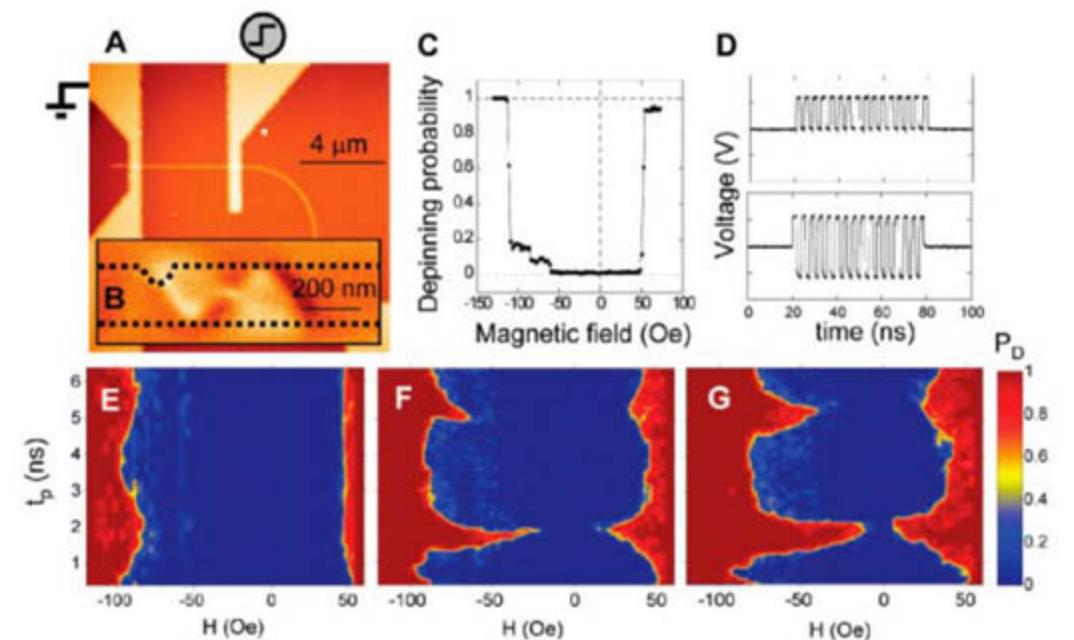 A
4 μm
B
200 nm
C
Depinning probability
1
0.8
0.6
0.4
0.2
0
-150 -100 -50 0 50 100
Magnetic field (Oe)
D
Voltage (V)
0 20 40 60 80 100
time (ns)
E
F
G
P_D
1
0.8
0.6
0.4
0.2
0
t_p (ns)
6
5
4
3
2
1
-100 -50 0 50
H (Oe)
-100 -50 0 50
H (Oe)
-100 -50 0 50
H (Oe)